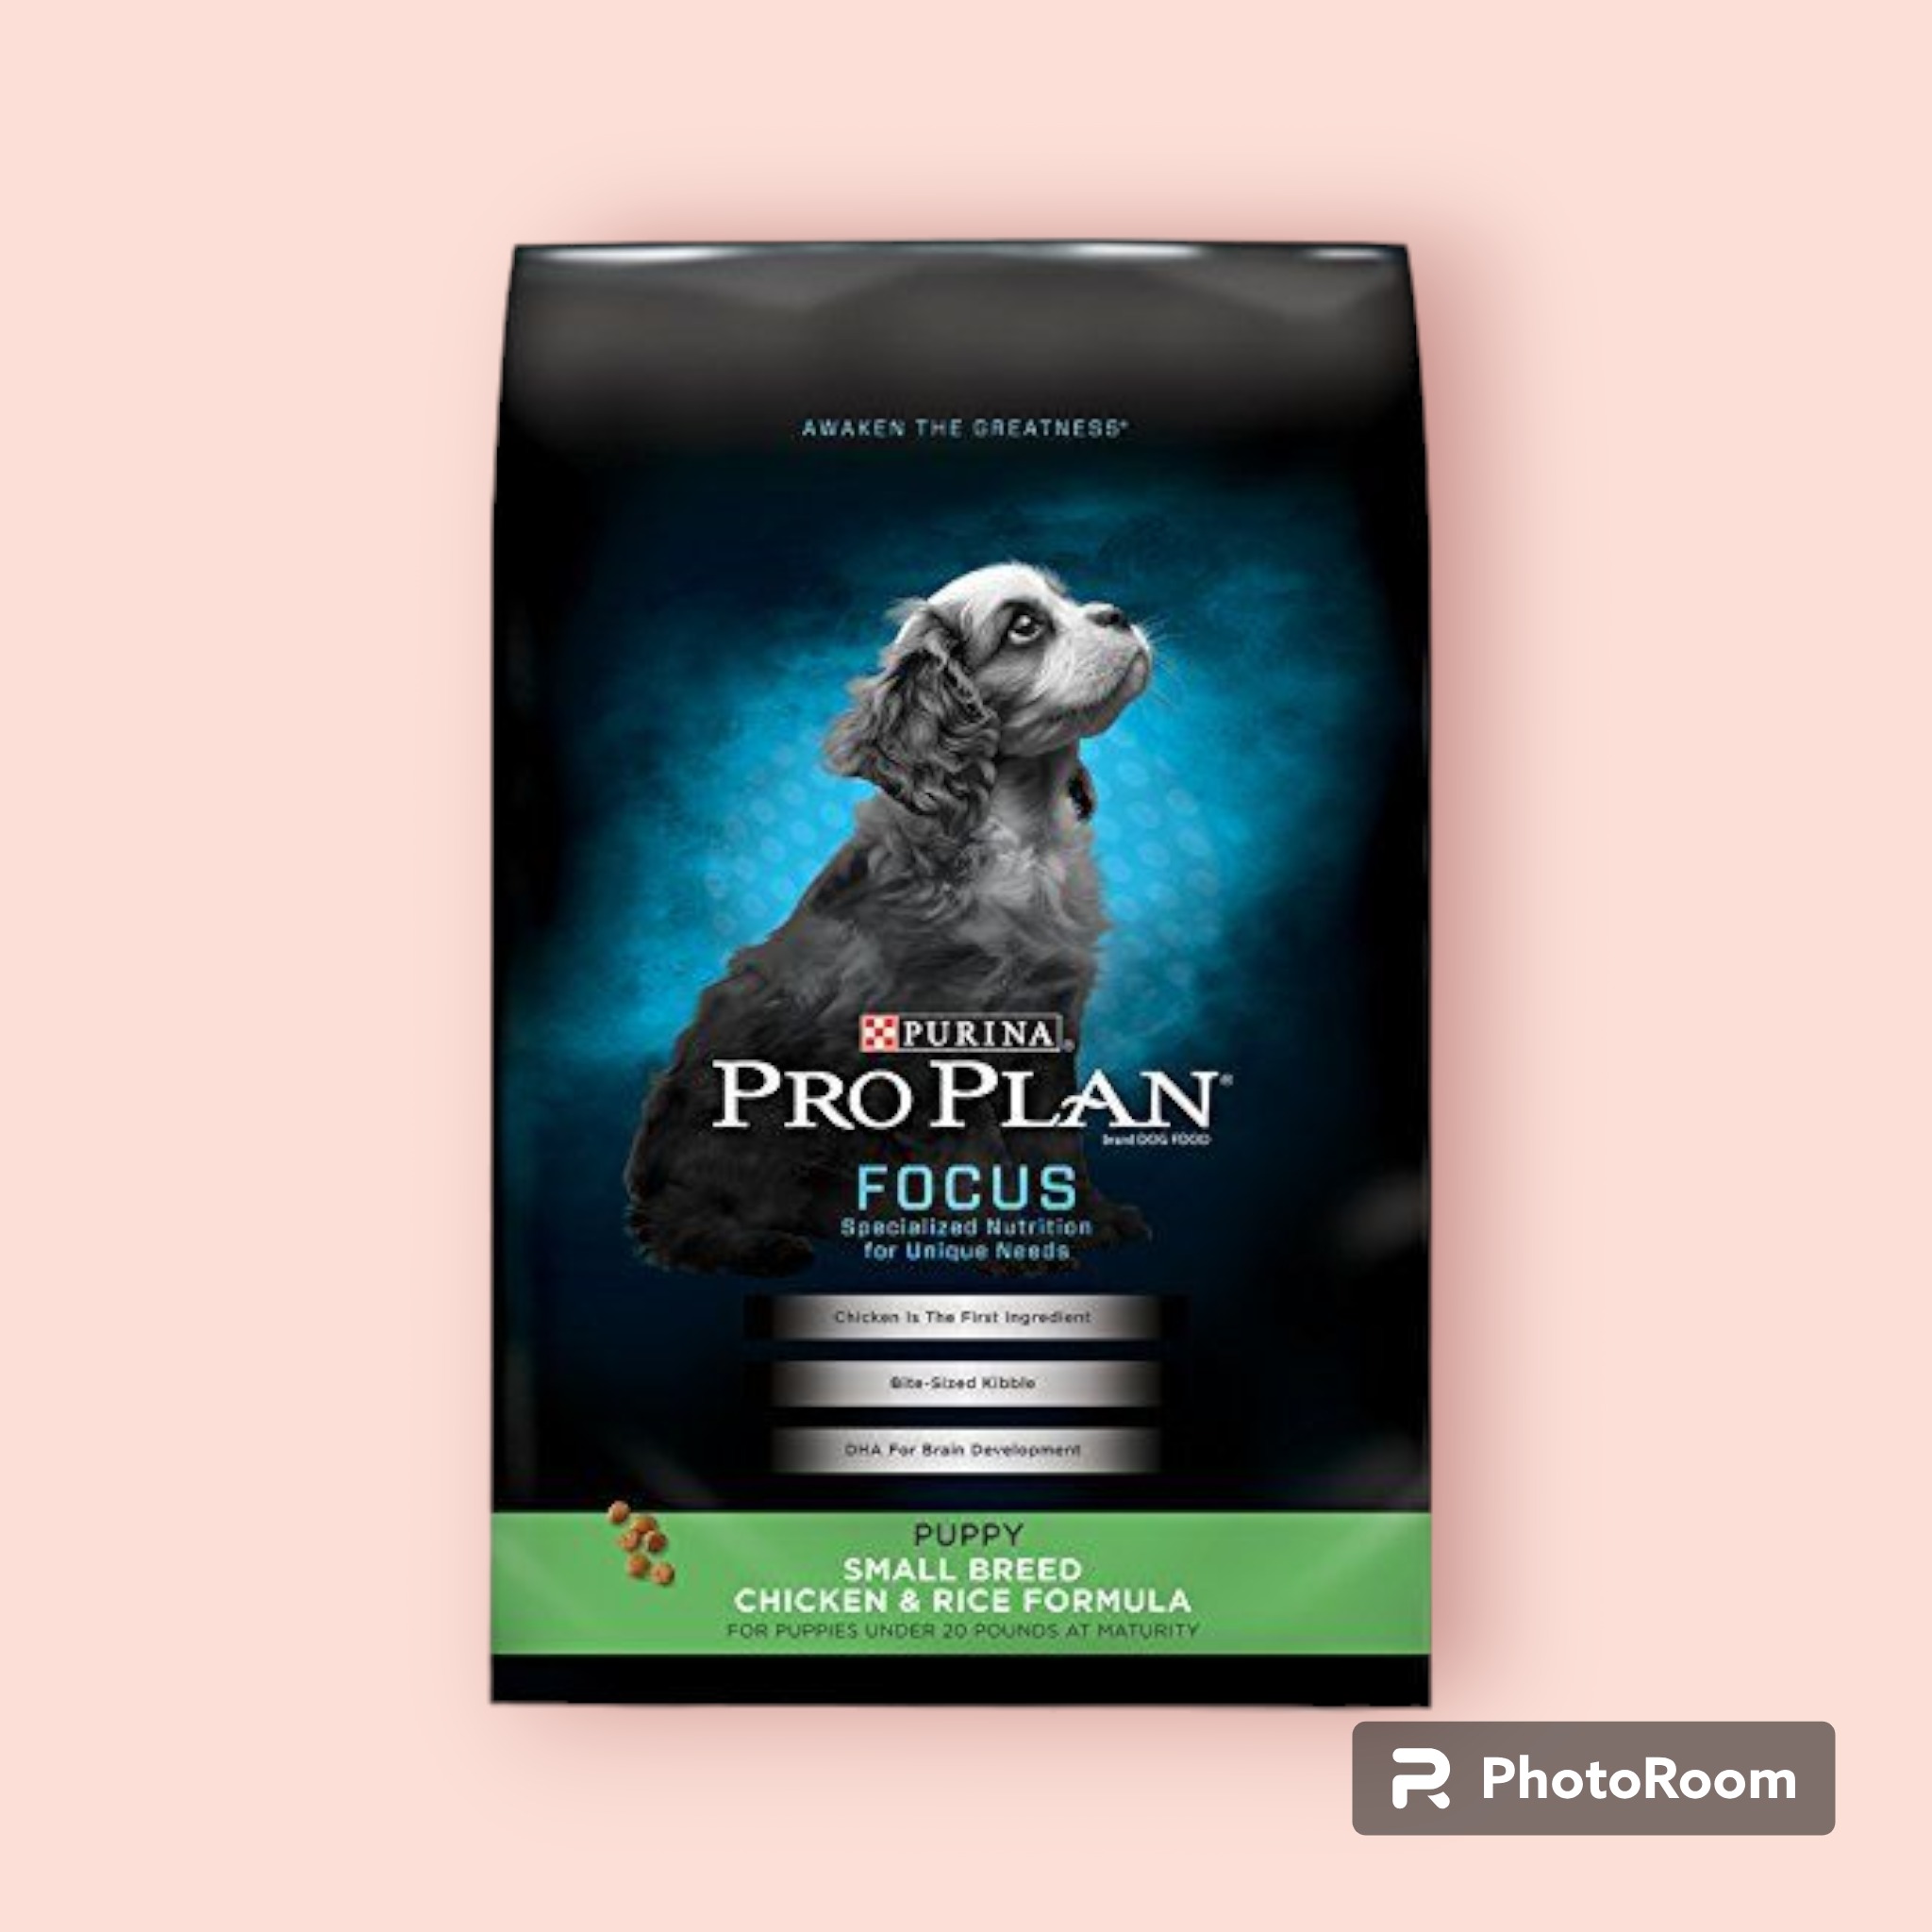 AWAKEN THE GREATNESS®
PURINA®
PRO PLAN®
brand DOG FOOD
FOCUS
Specialized Nutrition
for Unique Needs
Chicken Is The First Ingredient
Bite-Sized Kibble
DHA For Brain Development
PUPPY
SMALL BREED
CHICKEN & RICE FORMULA
FOR PUPPIES UNDER 20 POUNDS AT MATURITY
PhotoRoom